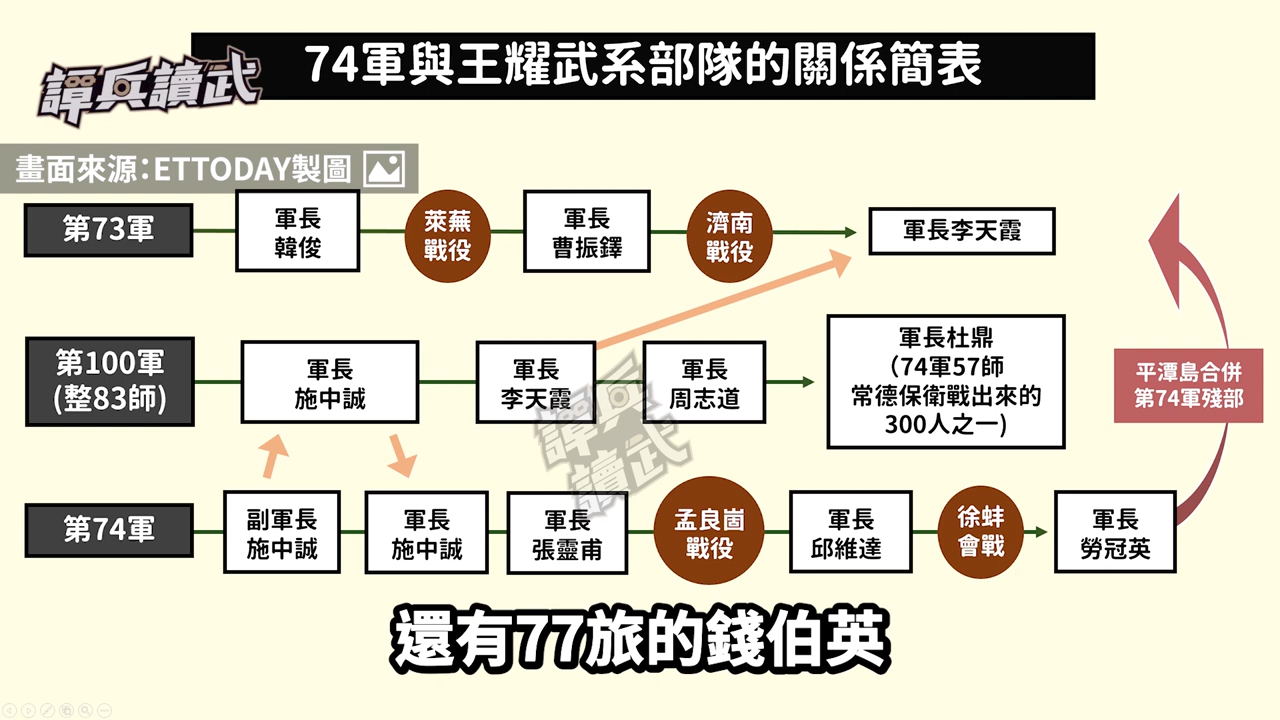 74軍與王耀武系部隊的關係簡表
譚兵讀武
畫面來源：ETTODAY製圖
第73軍
軍長
韓俊
萊蕪
戰役
軍長
曹振鐸
濟南
戰役
軍長李天霞
第100軍
(整83師)
軍長
施中誠
軍長
李天霞
軍長
周志道
軍長杜鼎
(74軍57師
常德保衛戰出來的
300人之一)
平潭島合併
第74軍殘部
譚兵
讀武
第74軍
副軍長
施中誠
軍長
施中誠
軍長
張靈甫
孟良崮
戰役
軍長
邱維達
徐蚌
會戰
軍長
勞冠英
還有77旅的錢伯英